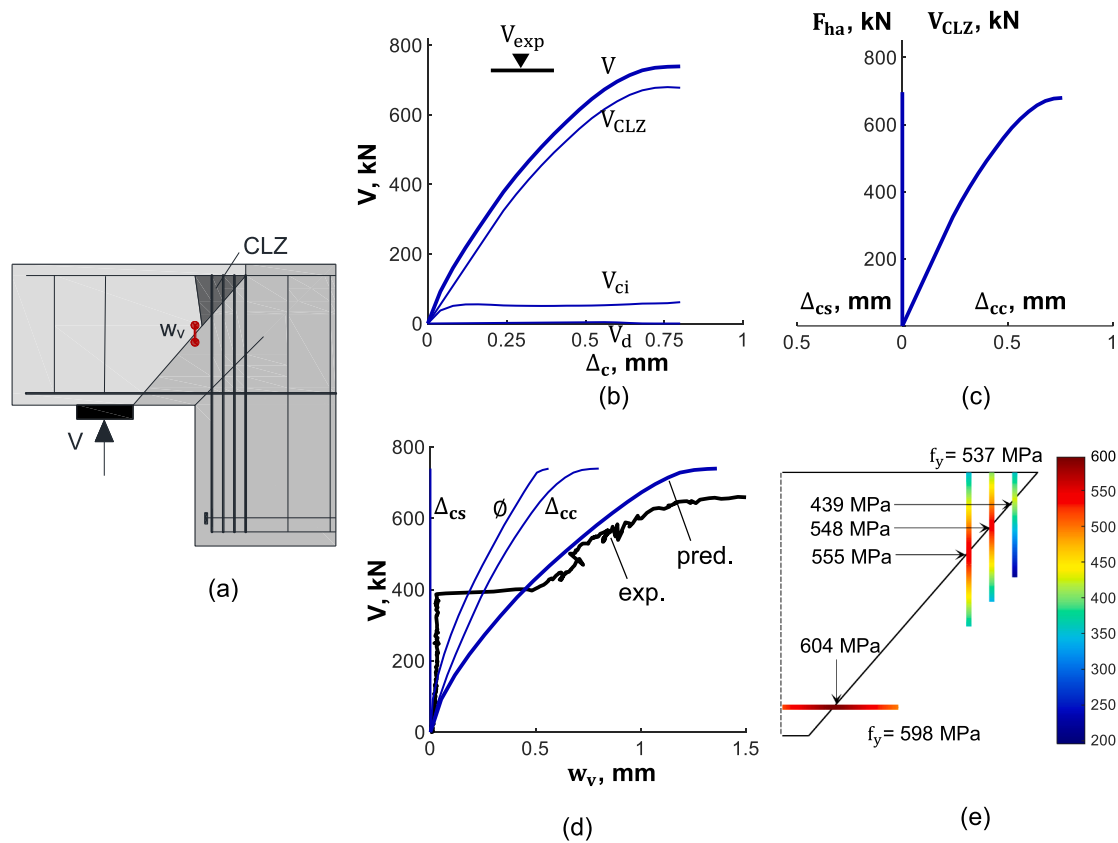 CLZ
w_v
V
(a)
V_exp
V
V_CLZ
V_ci
V_d
V, kN
800
600
400
200
0
0
0.25
0.5
0.75
1
Δ_c, mm
(b)
F_ha, kN
V_CLZ, kN
800
600
400
200
0
Δ_cs, mm
Δ_cc, mm
0.5
0
0.5
1
(c)
V, kN
800
600
400
200
0
Δ_cs
Ø
Δ_cc
pred.
exp.
0
0.5
1
1.5
w_v, mm
(d)
f_y= 537 MPa
439 MPa
548 MPa
555 MPa
604 MPa
f_y= 598 MPa
600
550
500
450
400
350
300
250
200
(e)